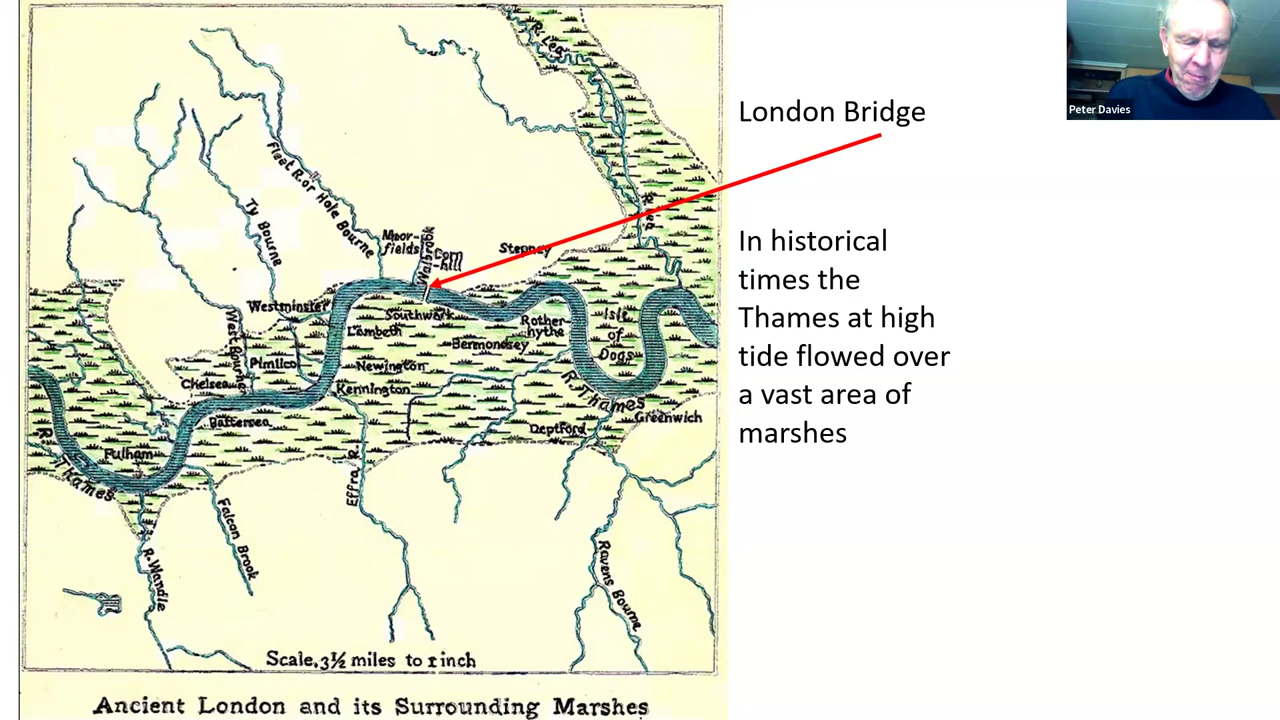 R. Lea
Fleet R. or Hole Bourne
Ty Bourne
Moor-
fields
Walbrook
Corn
-hill
Stepney
R. Lea
Westminster
West Bourne
Southwark
Lambeth
Rother-
hythe
Isle
of
Dogs
Bermondsey
Pimlico
Newington
Chelsea
Kennington
R. Thames
Greenwich
Battersea
Deptford
R. Thames
Fulham
Effra R.
Falcon Brook
R. Wandle
Ravens Bourne
Scale, 3½ miles to 1 inch
Ancient London and its Surrounding Marshes
London Bridge
In historical
times the
Thames at high
tide flowed over
a vast area of
marshes
Peter Davies